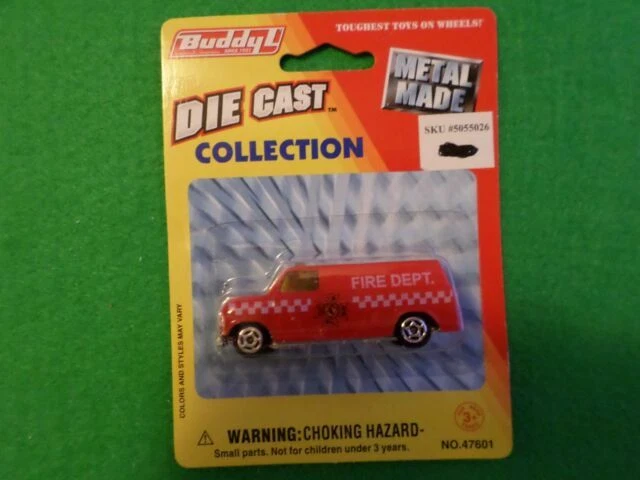 TOUGHEST TOYS ON WHEELS!
Buddy L
SINCE 1921
METAL
MADE
DIE CAST™
COLLECTION
SKU #5055026
FIRE DEPT.
COLORS AND STYLES MAY VARY
WARNING: CHOKING HAZARD-
Small parts. Not for children under 3 years.
3+
NO.47601